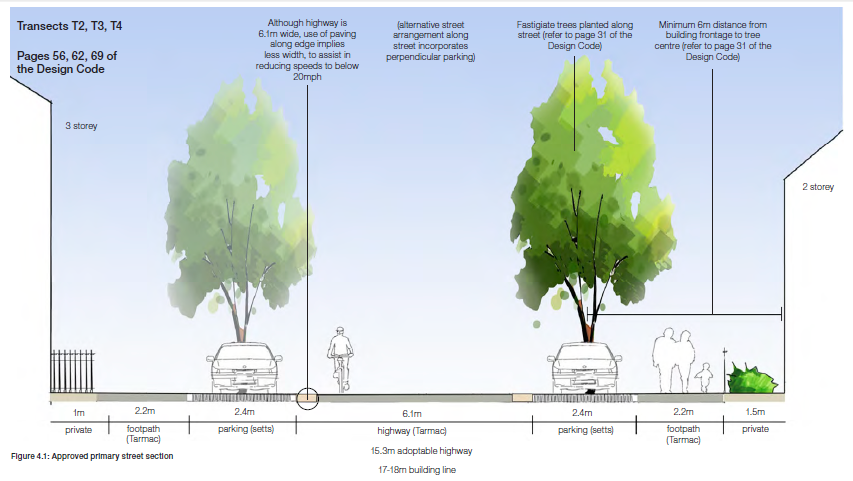 Transects T2, T3, T4
Pages 56, 62, 69 of
the Design Code
Although highway is
6.1m wide, use of paving
along edge implies
less width, to assist in
reducing speeds to below
20mph
(alternative street
arrangement along
street incorporates
perpendicular parking)
Fastigiate trees planted along
street (refer to page 31 of the
Design Code)
Minimum 6m distance from
building frontage to tree
centre (refer to page 31 of the
Design Code)
3 storey
2 storey
1m
2.2m
2.4m
6.1m
2.4m
2.2m
1.5m
private
footpath
(Tarmac)
parking (setts)
highway (Tarmac)
parking (setts)
footpath
(Tarmac)
private
15.3m adoptable highway
17-18m building line
Figure 4.1: Approved primary street section